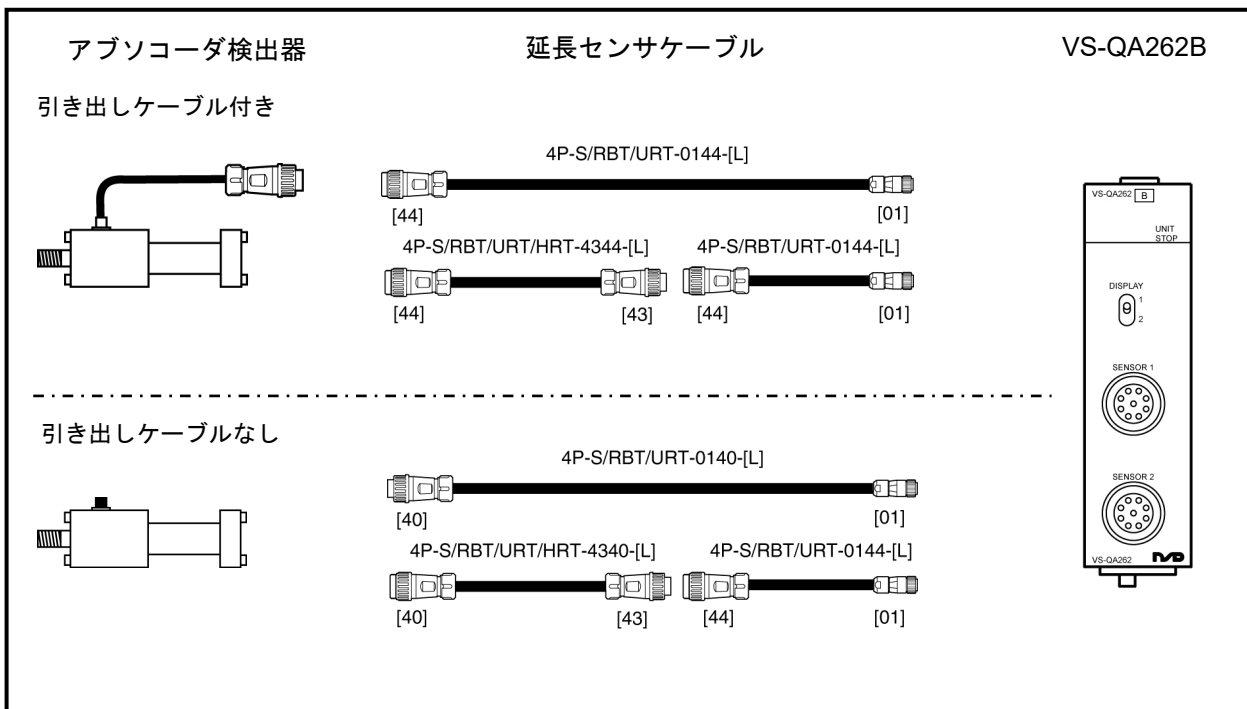 アブソコーダ検出器
延長センサケーブル
VS-QA262B
引き出しケーブル付き
4P-S/RBT/URT-0144-[L]
[44]
[01]
4P-S/RBT/URT/HRT-4344-[L]
4P-S/RBT/URT-0144-[L]
[44]
[43]
[44]
[01]
引き出しケーブルなし
4P-S/RBT/URT-0140-[L]
[40]
[01]
4P-S/RBT/URT/HRT-4340-[L]
4P-S/RBT/URT-0144-[L]
[40]
[43]
[44]
[01]
VS-QA262 B
UNIT
STOP
DISPLAY
1
2
SENSOR 1
SENSOR 2
VS-QA262
NSD